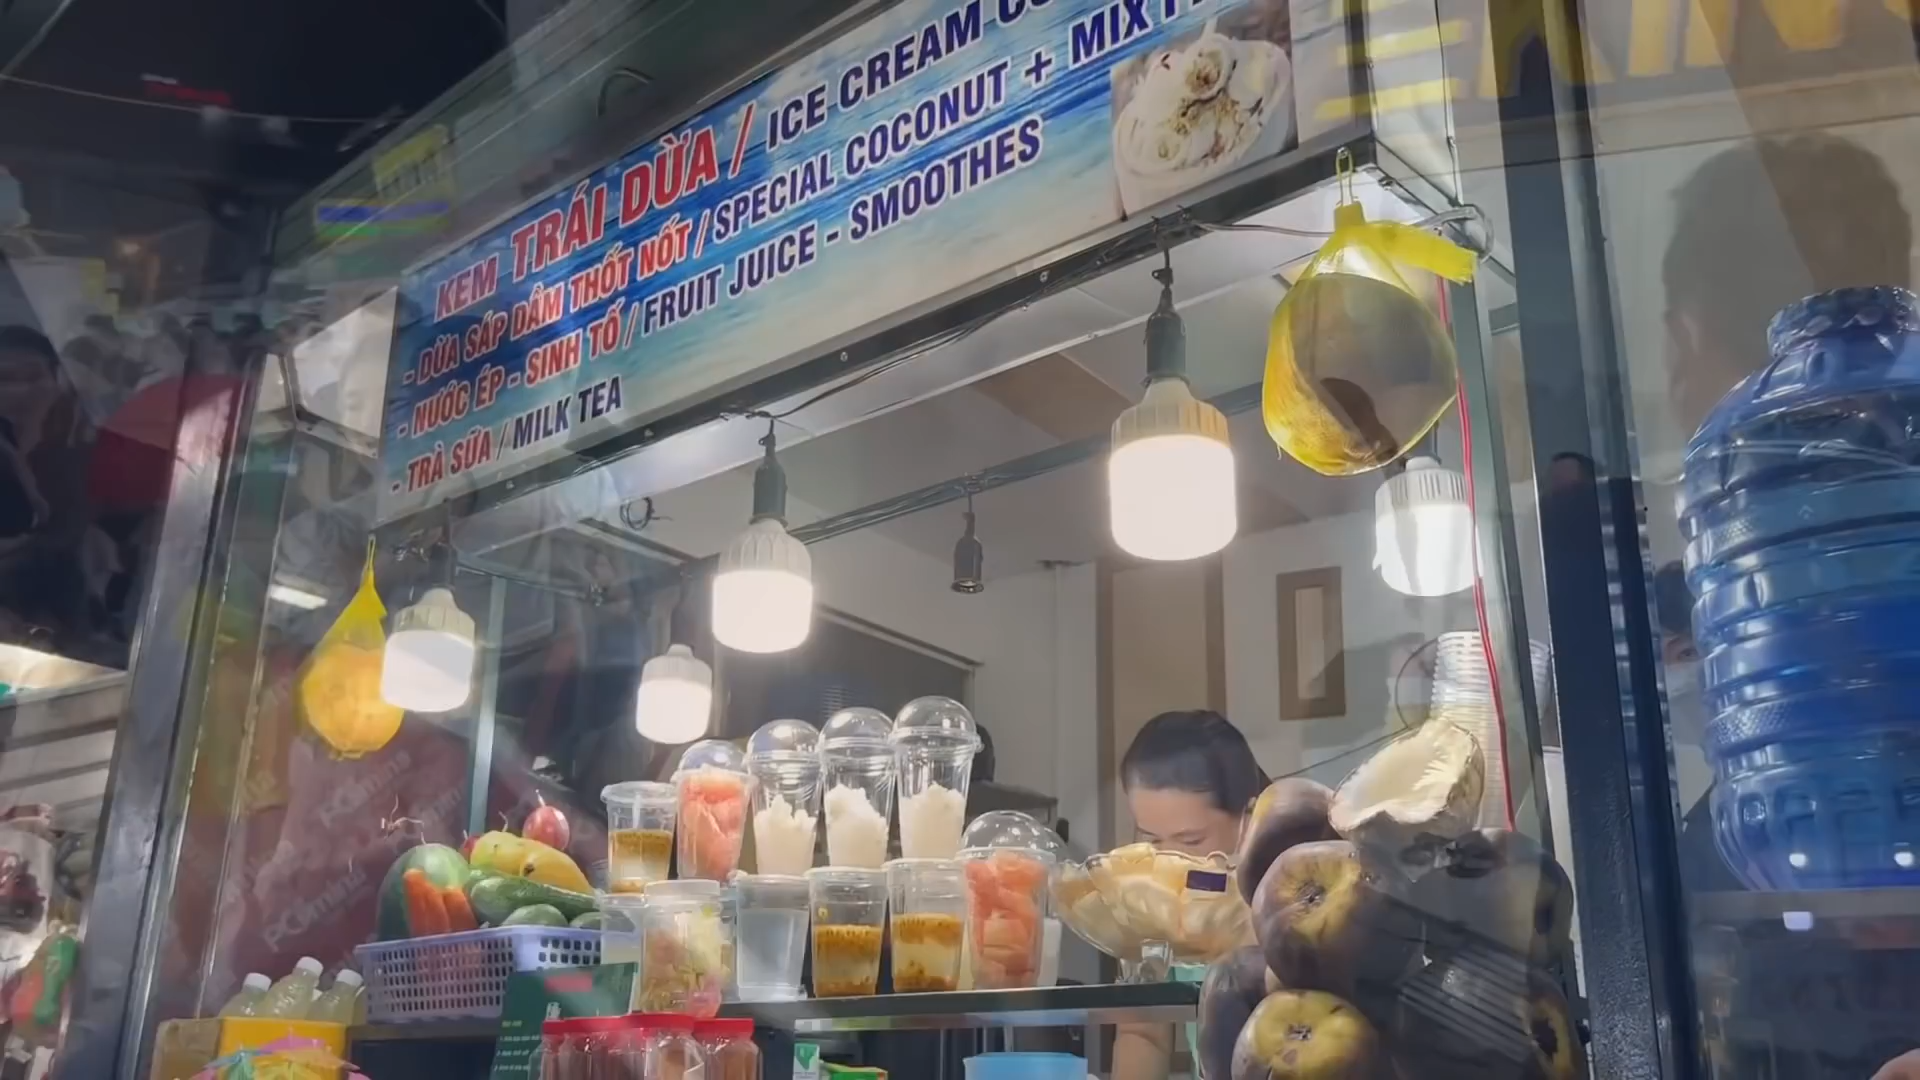 KEM TRÁI DỪA / ICE CREAM
- DỪA SÁP DẦM THỐT NỐT / SPECIAL COCONUT + MIX
- NƯỚC ÉP - SINH TỐ / FRUIT JUICE - SMOOTHES
- TRÀ SỮA / MILK TEA